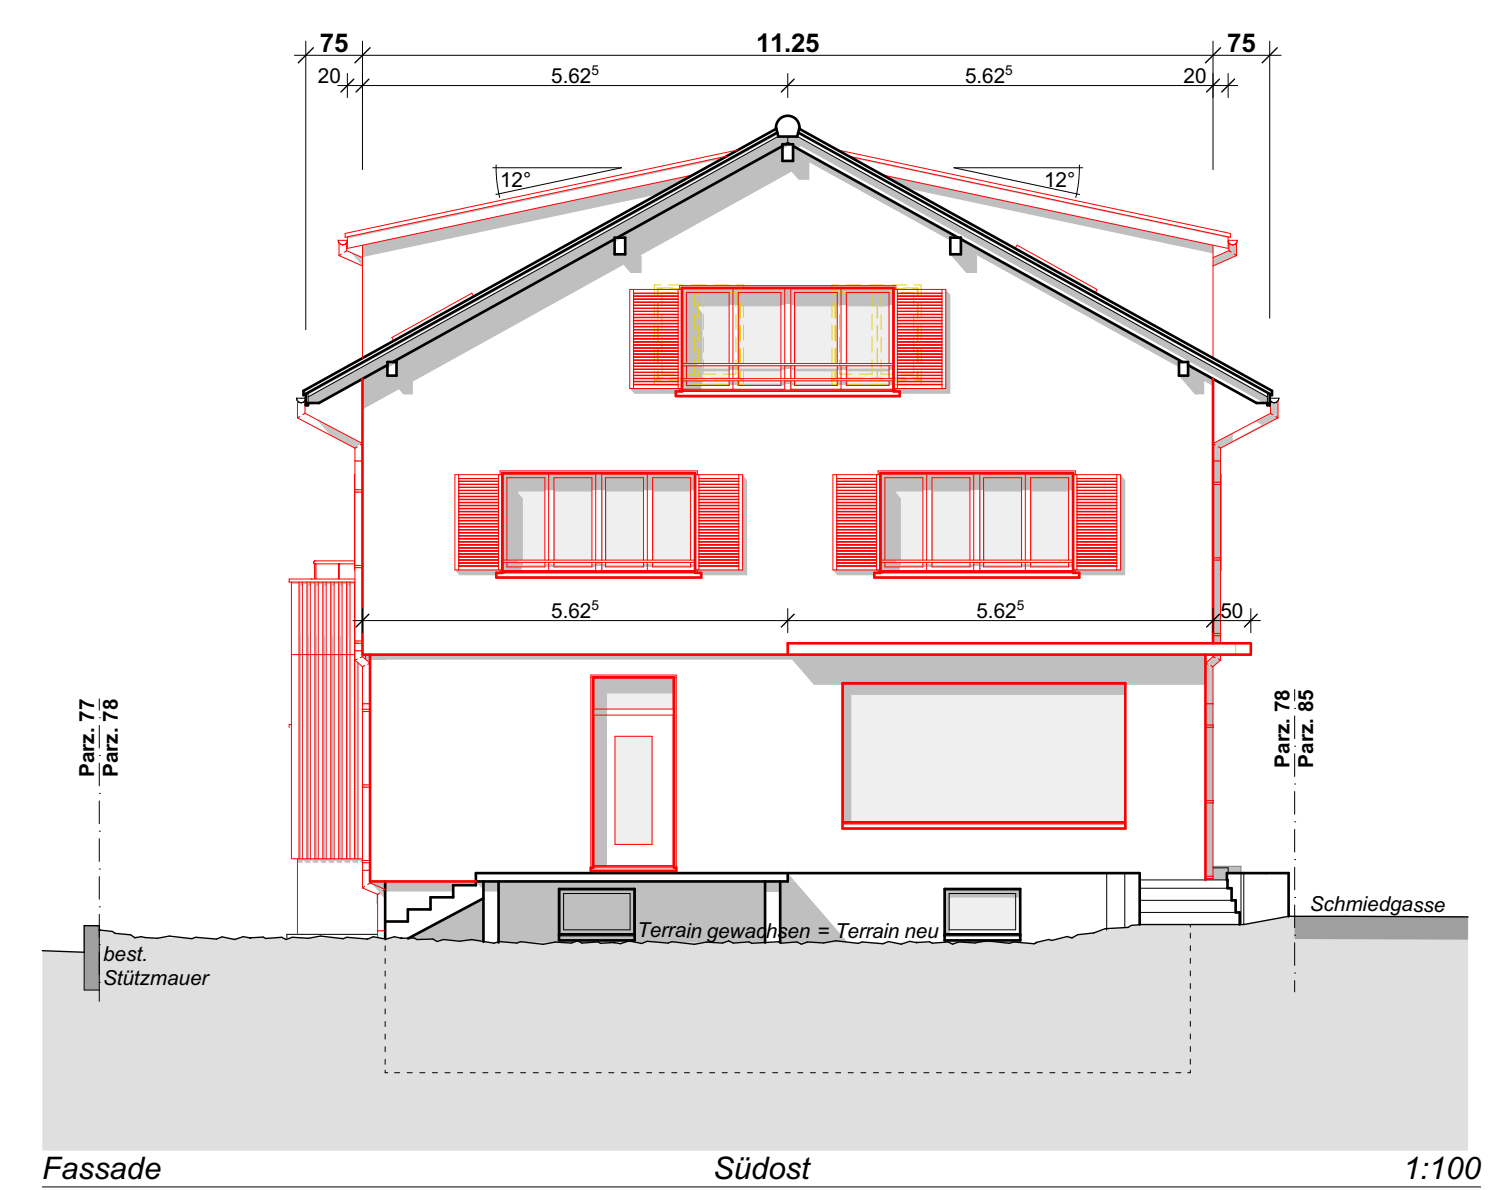 75 11.25 75
20 5.62⁵ 5.62⁵ 20
12° 12°
5.62⁵ 5.62⁵ 50
Parz. 77
Parz. 78
Parz. 78
Parz. 85
Schmiedgasse
Terrain gewachsen = Terrain neu
best.
Stützmauer
Fassade Südost 1:100